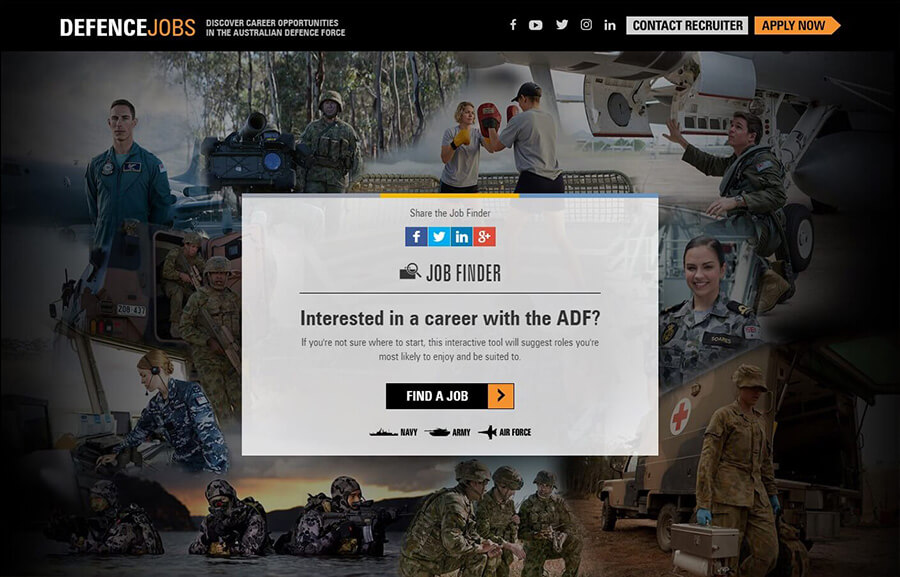 DEFENCEJOBS
DISCOVER CAREER OPPORTUNITIES
IN THE AUSTRALIAN DEFENCE FORCE
CONTACT RECRUITER
APPLY NOW
Share the Job Finder
JOB FINDER
Interested in a career with the ADF?
If you're not sure where to start, this interactive tool will suggest roles you're
most likely to enjoy and be suited to.
FIND A JOB
NAVY
ARMY
AIR FORCE
SOARES